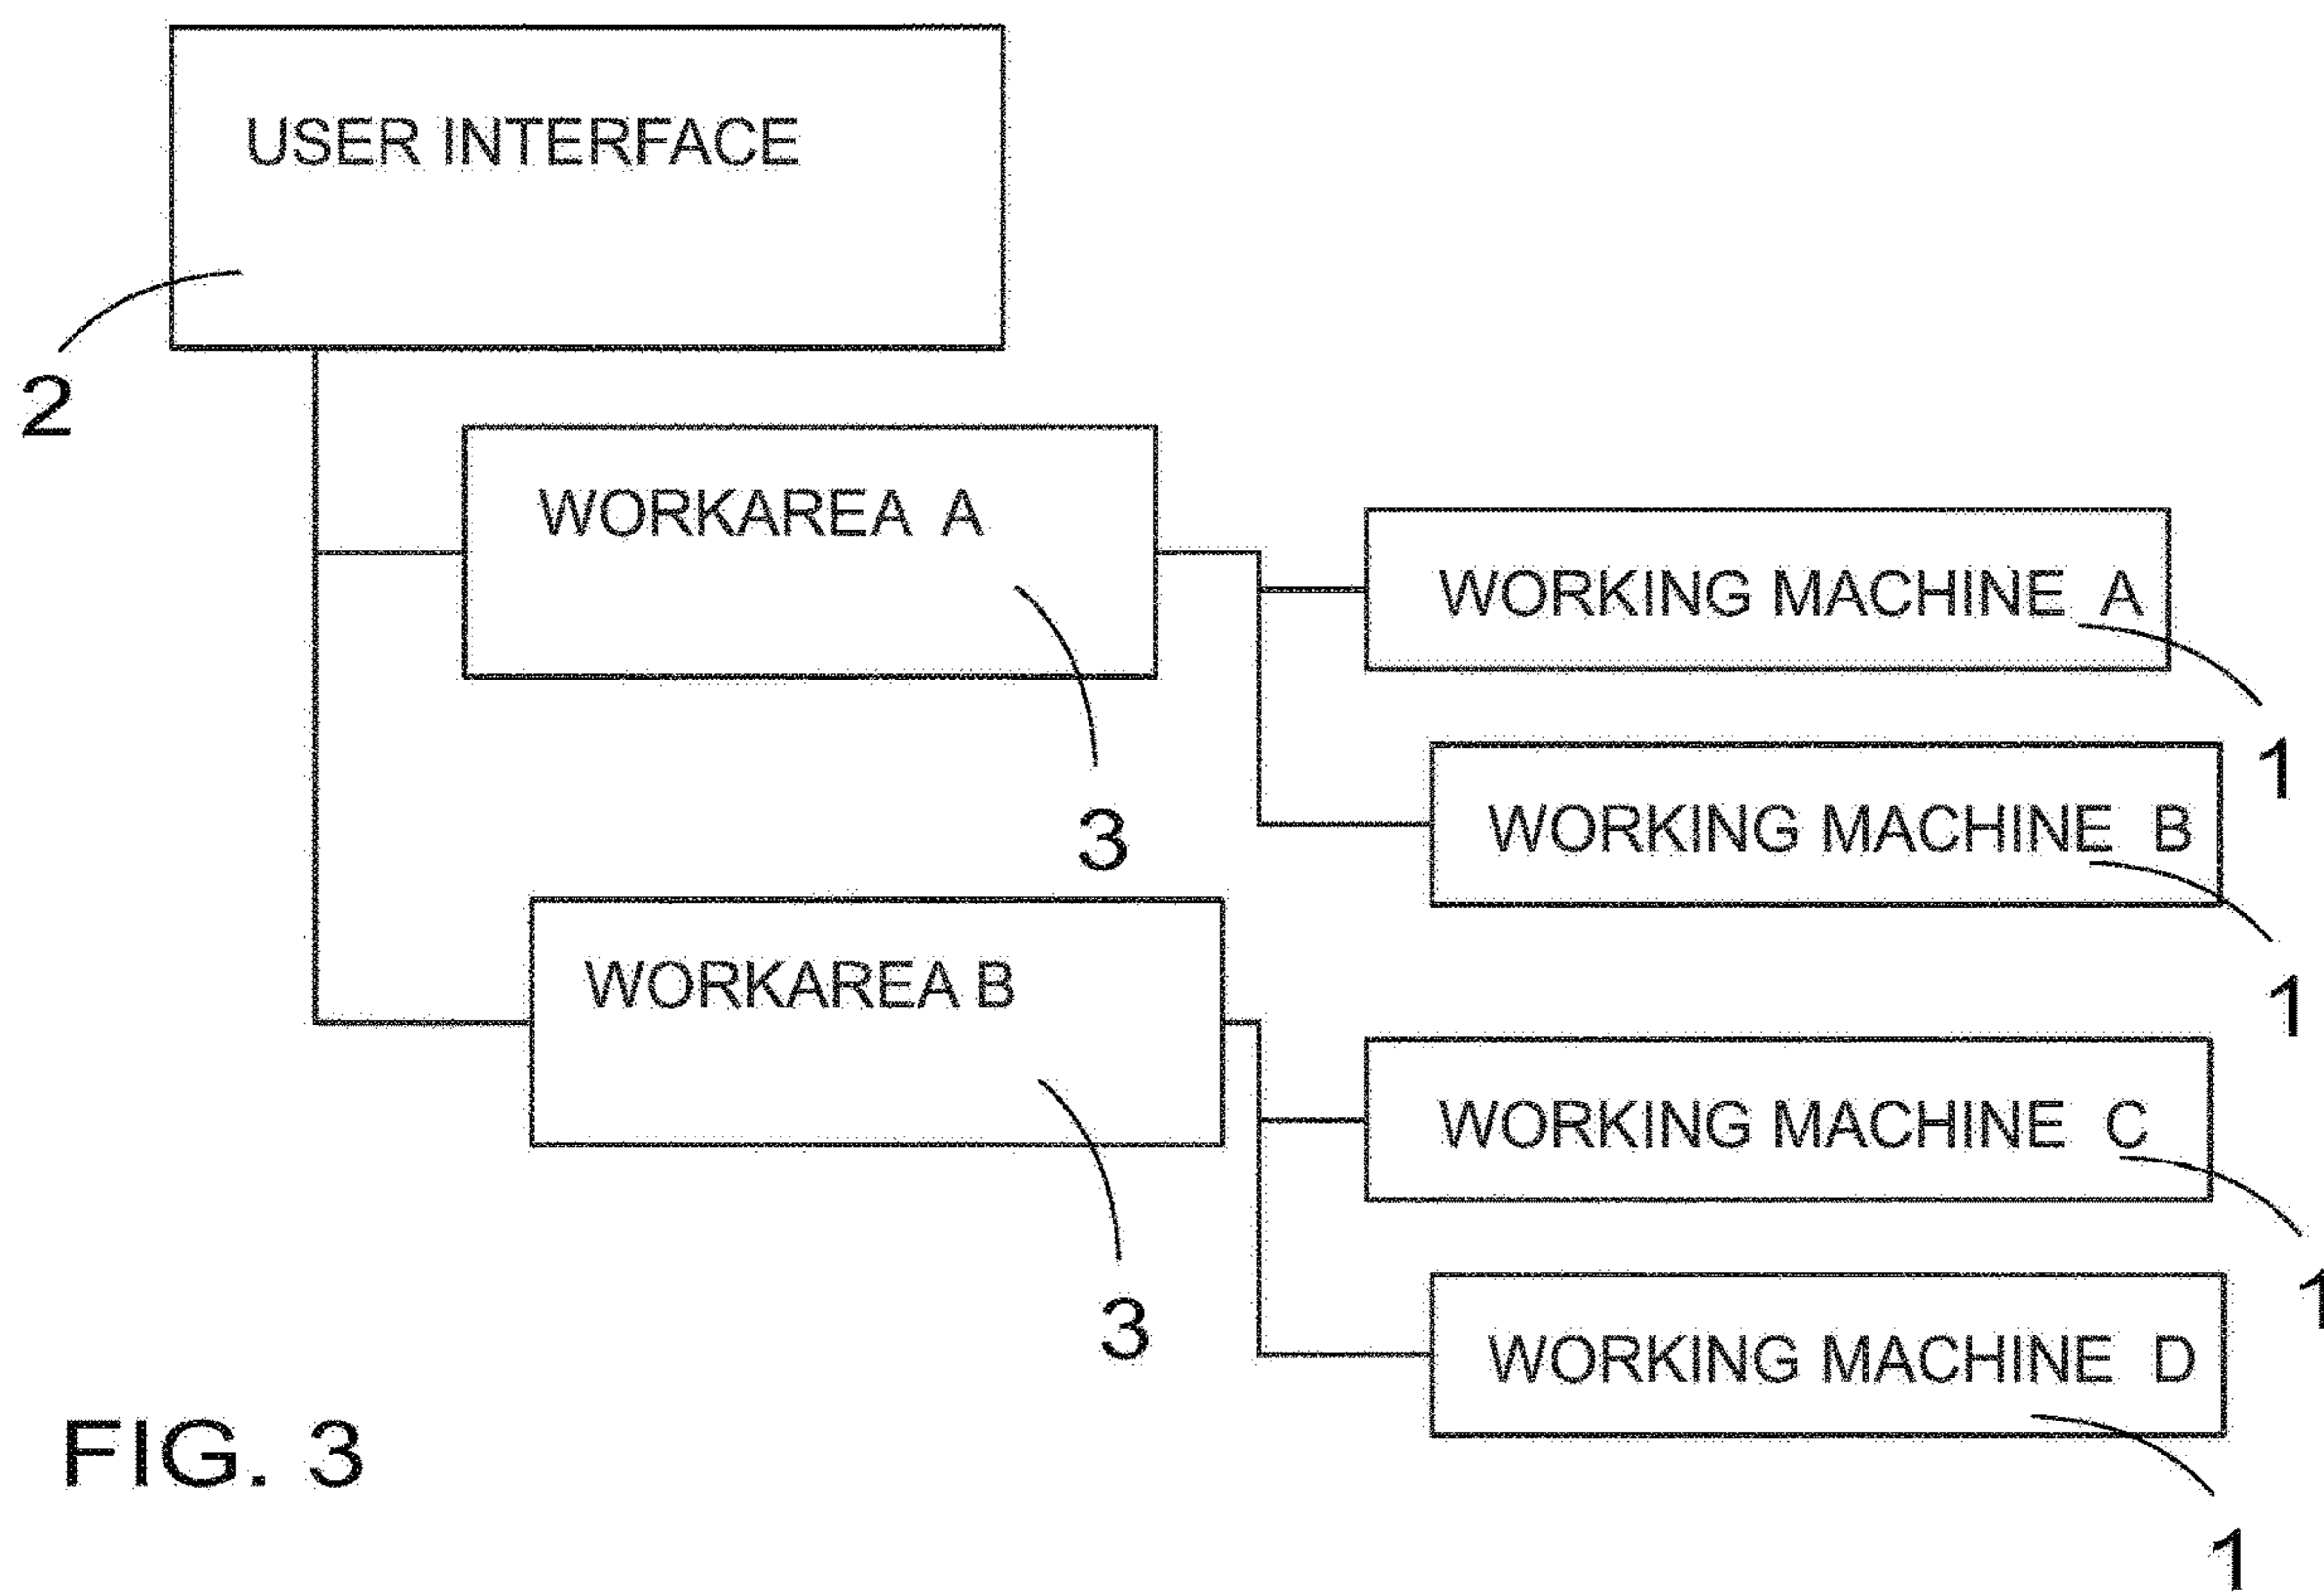 USER INTERFACE
2
WORKAREA A
WORKING MACHINE A
1
3
WORKING MACHINE B
1
WORKAREA B
3
WORKING MACHINE C
1
WORKING MACHINE D
1
FIG. 3